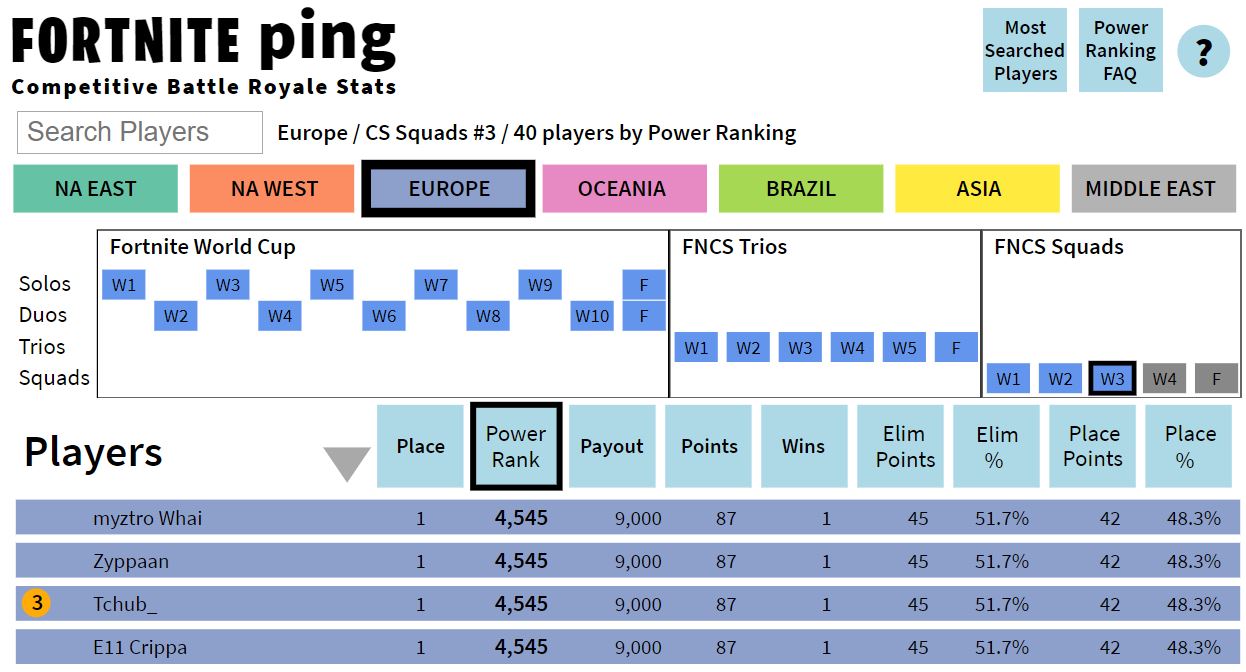 FORTNITE ping
Competitive Battle Royale Stats
Most Searched Players
Power Ranking FAQ
?
Search Players
Europe / CS Squads #3 / 40 players by Power Ranking
NA EAST NA WEST EUROPE OCEANIA BRAZIL ASIA MIDDLE EAST
Fortnite World Cup FNCS Trios FNCS Squads
Solos W1 W3 W5 W7 W9 F
Duos W2 W4 W6 W8 W10 F
Trios W1 W2 W3 W4 W5 F
Squads W1 W2 W3 W4 F
Players Place Power Rank Payout Points Wins Elim Points Elim % Place Points Place %
myztro Whai 1 4,545 9,000 87 1 45 51.7% 42 48.3%
Zyppaan 1 4,545 9,000 87 1 45 51.7% 42 48.3%
3 Tchub_ 1 4,545 9,000 87 1 45 51.7% 42 48.3%
E11 Crippa 1 4,545 9,000 87 1 45 51.7% 42 48.3%